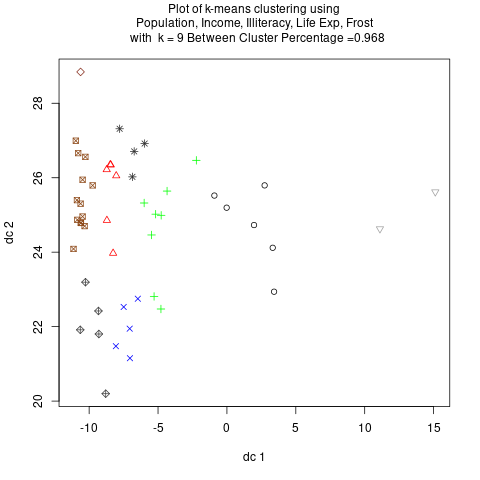 Plot of k-means clustering using
Population, Income, Illiteracy, Life Exp, Frost
with k = 9 Between Cluster Percentage =0.968
28
26
24
22
20
dc 2
-10
-5
0
5
10
15
dc 1